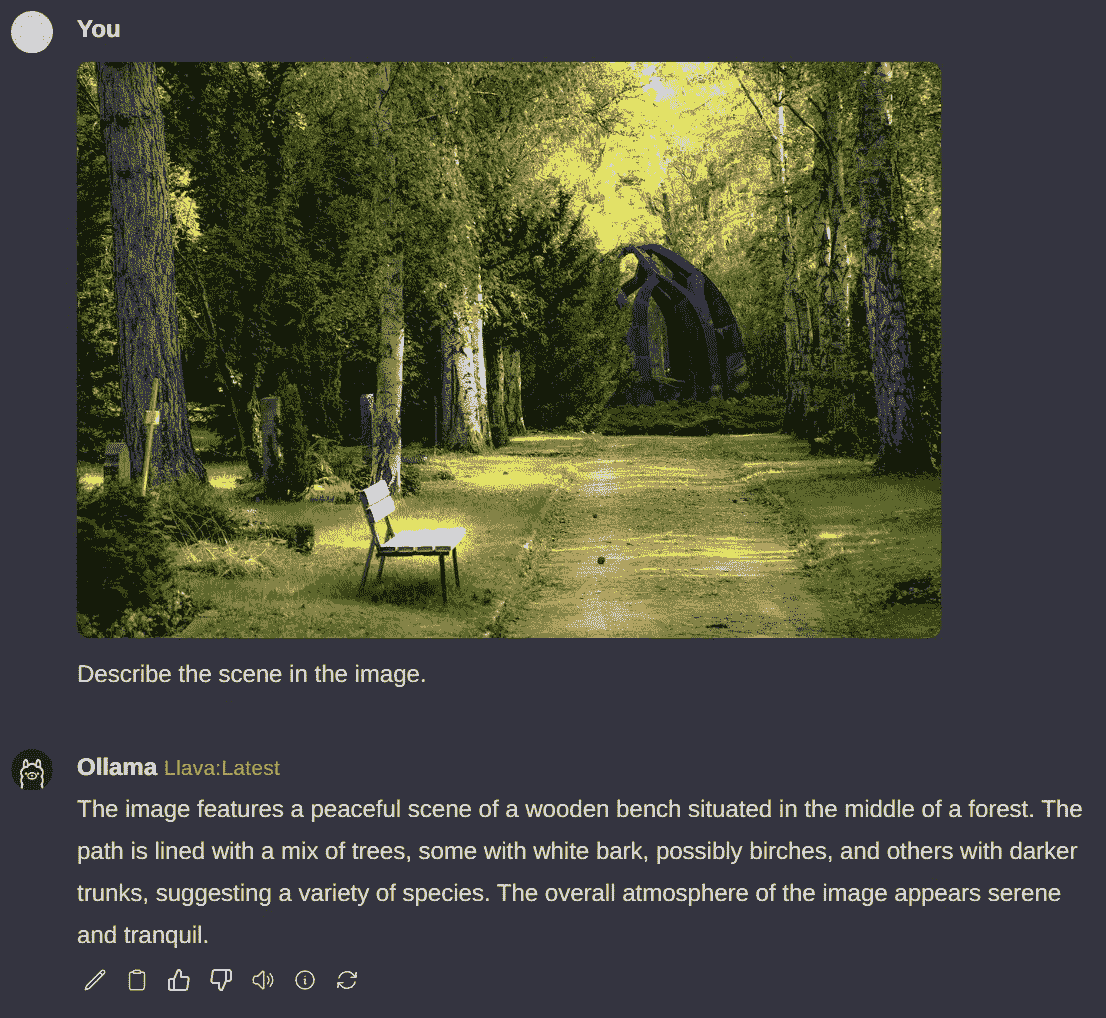 You
Describe the scene in the image.
Ollama Llava:Latest
The image features a peaceful scene of a wooden bench situated in the middle of a forest. The
path is lined with a mix of trees, some with white bark, possibly birches, and others with darker
trunks, suggesting a variety of species. The overall atmosphere of the image appears serene
and tranquil.